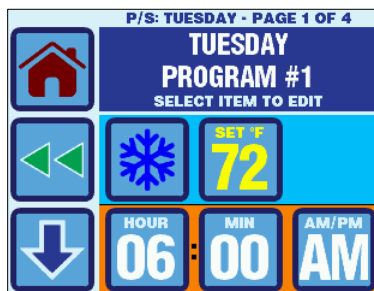 P/S: TUESDAY - PAGE 1 OF 4
TUESDAY
PROGRAM #1
SELECT ITEM TO EDIT
SET °F
72
HOUR MIN AM/PM
06 : 00 AM